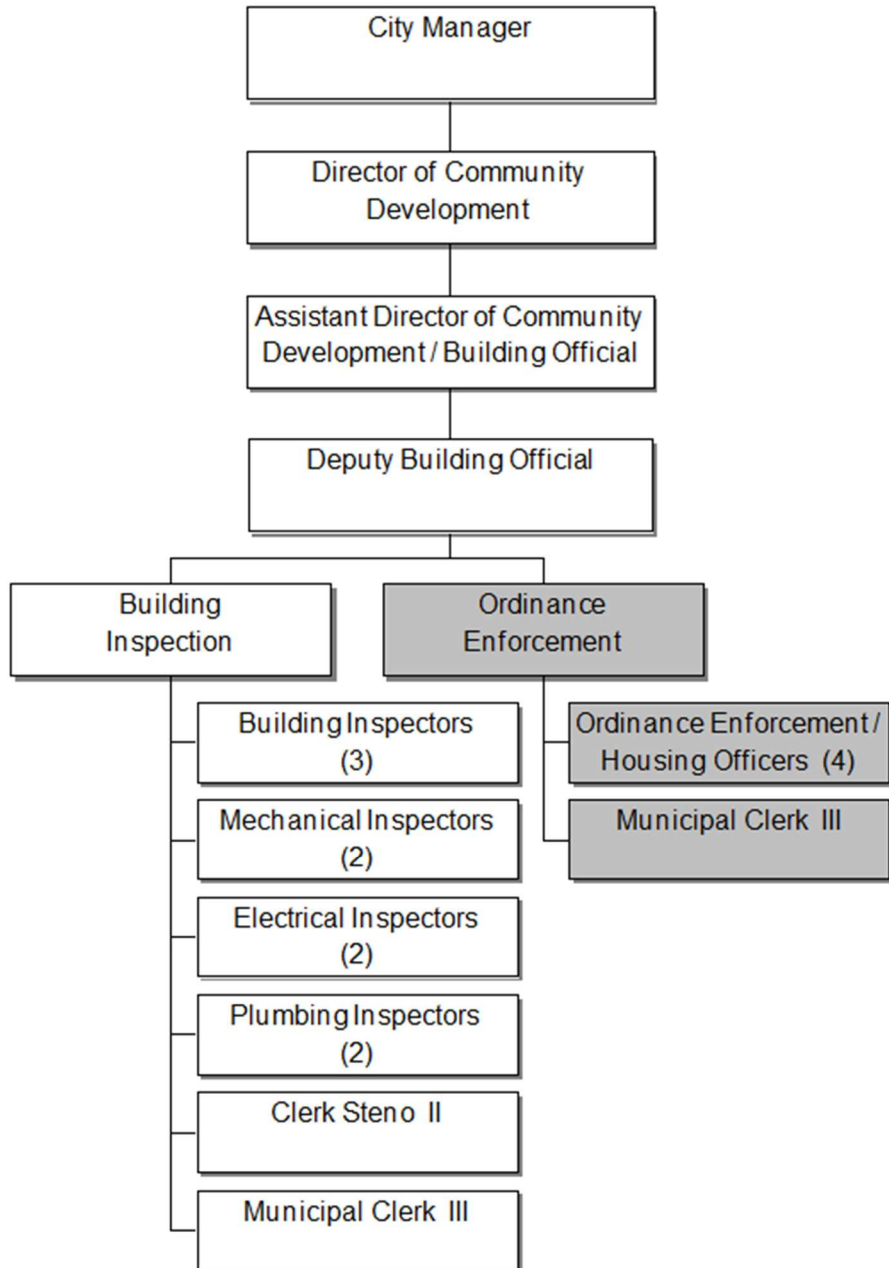 City Manager
Director of Community
Development
Assistant Director of Community
Development / Building Official
Deputy Building Official
Building
Inspection
Ordinance
Enforcement
Building Inspectors
(3)
Mechanical Inspectors
(2)
Electrical Inspectors
(2)
Plumbing Inspectors
(2)
Clerk Steno II
Municipal Clerk III
Ordinance Enforcement /
Housing Officers (4)
Municipal Clerk III